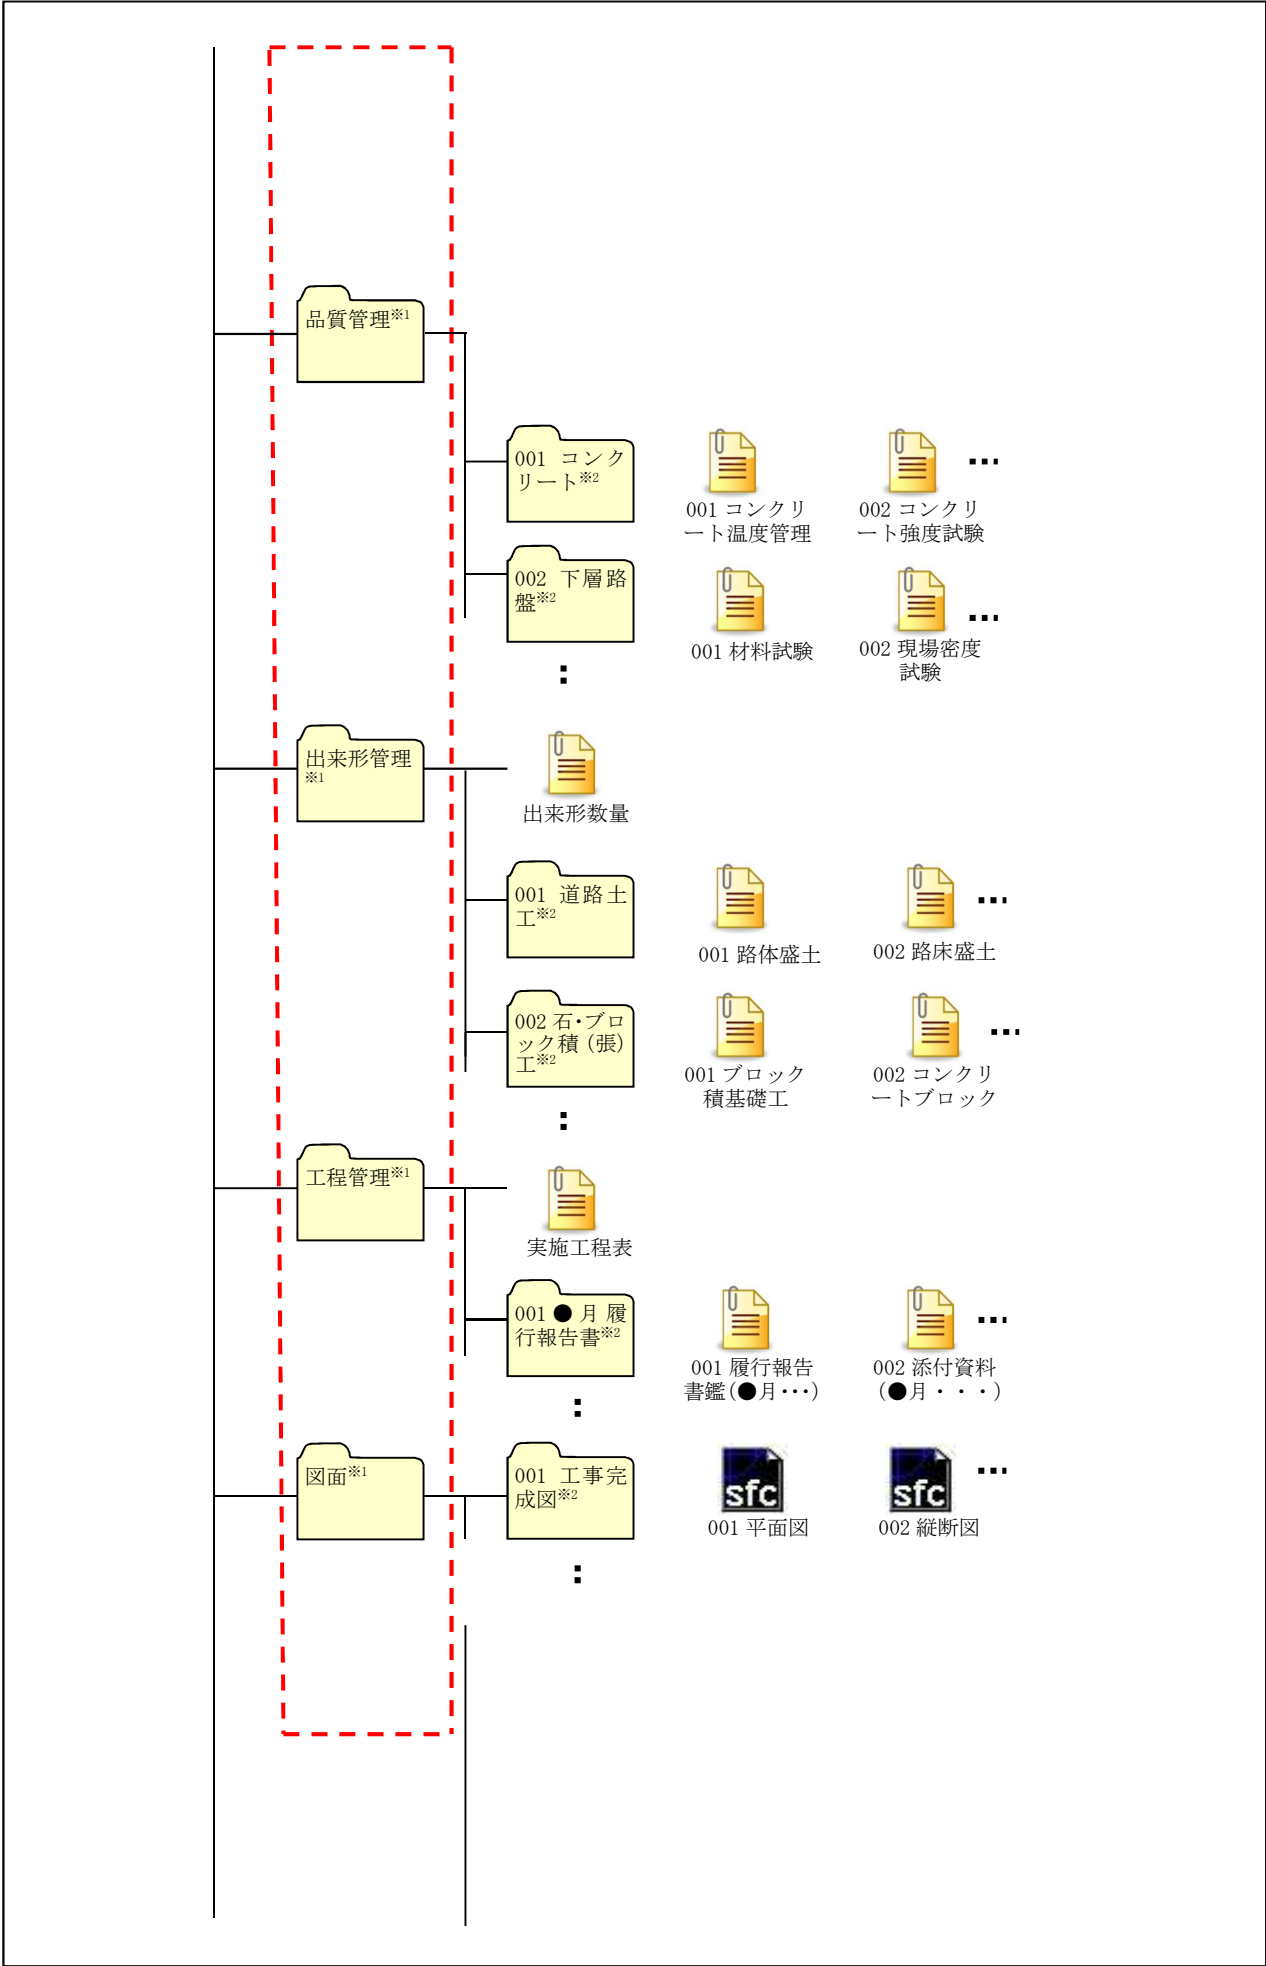 品質管理※1
001 コンク
リート※2
001 コンクリ
ート温度管理
002 コンクリ
ート強度試験
…
002 下層路
盤※2
001 材料試験
002 現場密度
試験
…
：
出来形管理
※1
出来形数量
001 道路土
工※2
001 路体盛土
002 路床盛土
…
002 石・ブロ
ック積（張）
工※2
001 ブロック
積基礎工
002 コンクリ
ートブロック
…
：
工程管理※1
実施工程表
001 ●月履
行報告書※2
001 履行報告
書鑑（●月・・・）
002 添付資料
（●月・・・）
…
：
図面※1
001 工事完
成図※2
sfc
001 平面図
sfc
002 縦断図
…
：